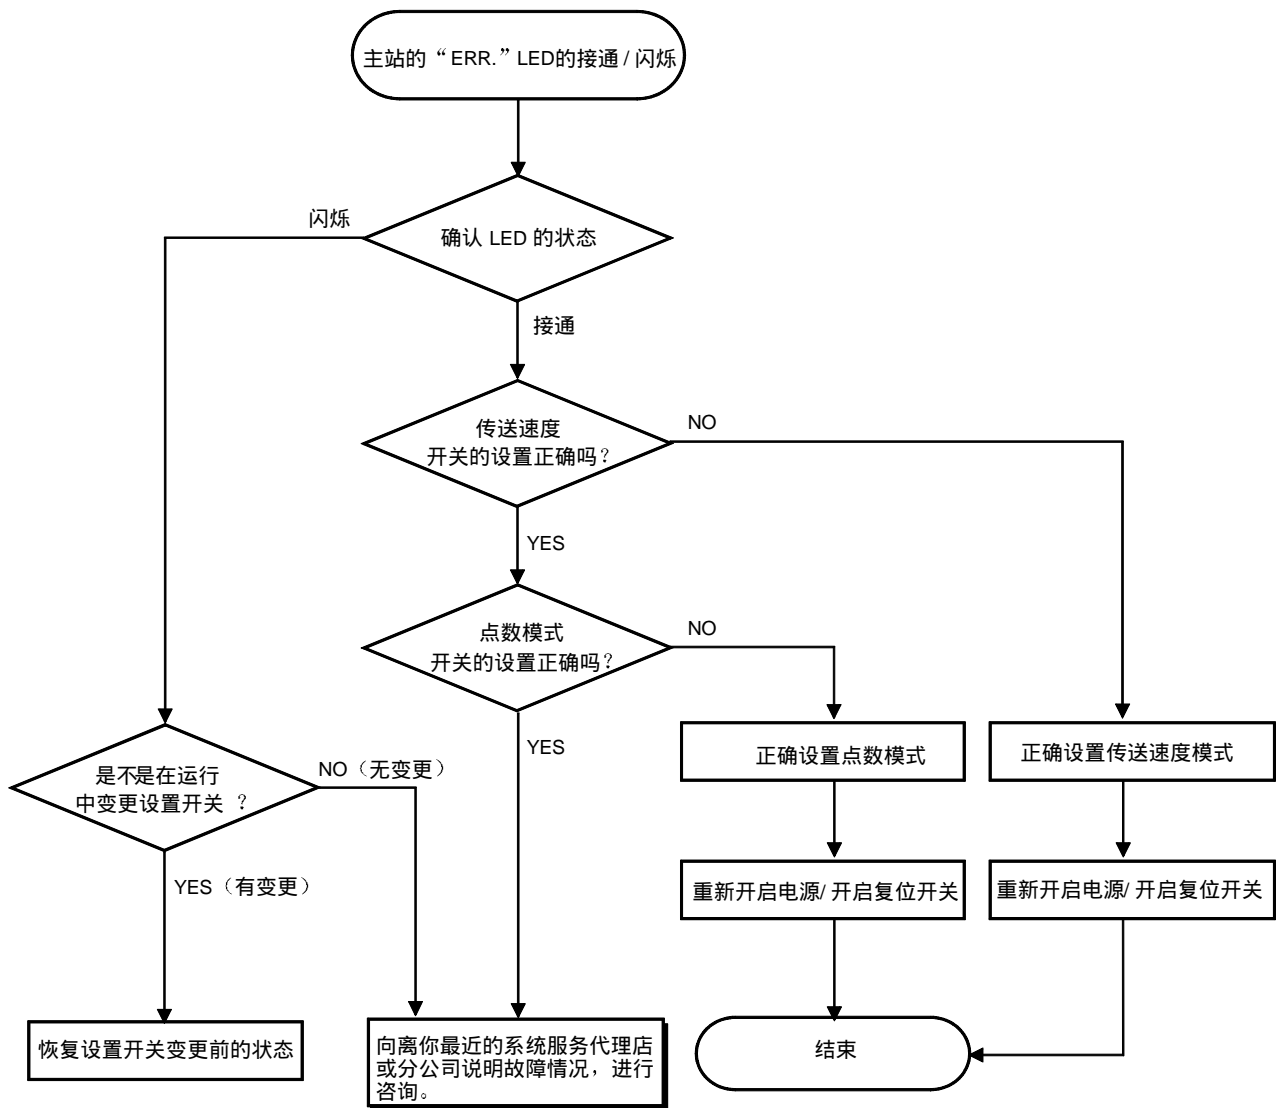 主站的“ERR.”LED的接通 / 闪烁
闪烁
确认 LED 的状态
接通
传送速度
开关的设置正确吗？
NO
YES
点数模式
开关的设置正确吗？
NO
YES
正确设置点数模式
正确设置传送速度模式
是不是在运行
中变更设置开关 ？
NO（无变更）
YES（有变更）
重新开启电源/ 开启复位开关
重新开启电源/ 开启复位开关
恢复设置开关变更前的状态
向离你最近的系统服务代理店
或分公司说明故障情况，进行
咨询。
结束